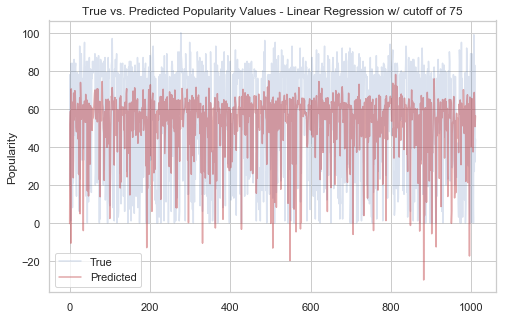 True vs. Predicted Popularity Values - Linear Regression w/ cutoff of 75
Popularity
100
80
60
40
20
0
−20
True
Predicted
0 200 400 600 800 1000